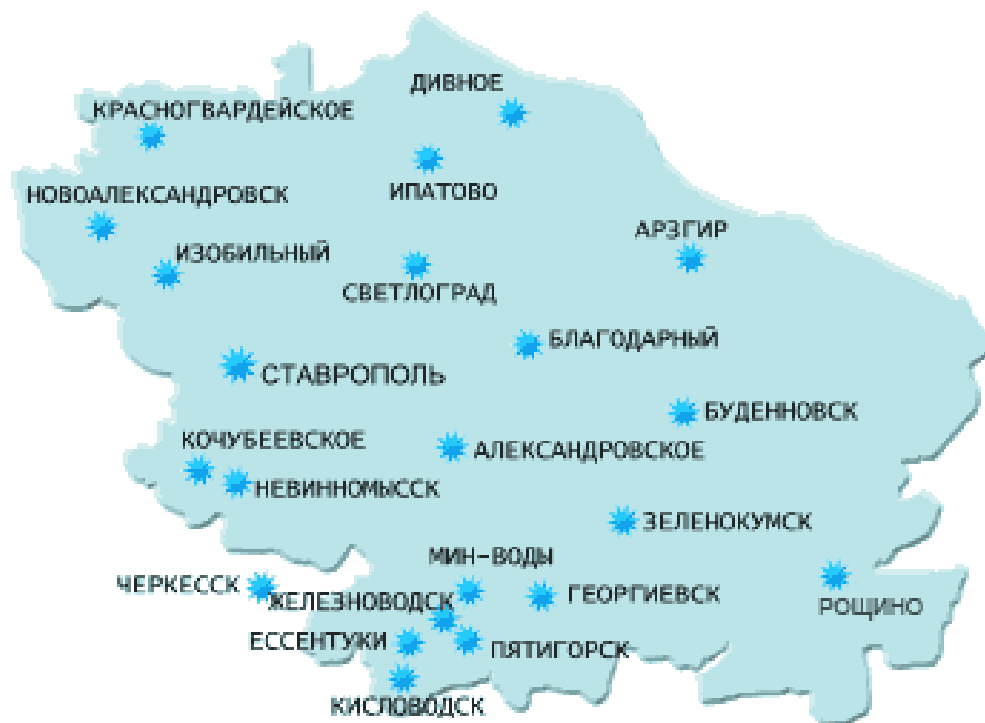 ДИВНОЕ
КРАСНОГВАРДЕЙСКОЕ
ИПАТОВО
НОВОАЛЕКСАНДРОВСК
АРЗГИР
ИЗОБИЛЬНЫЙ
СВЕТЛОГРАД
БЛАГОДАРНЫЙ
СТАВРОПОЛЬ
БУДЕННОВСК
КОЧУБЕЕВСКОЕ
АЛЕКСАНДРОВСКОЕ
НЕВИННОМЫССК
ЗЕЛЕНОКУМСК
МИН-ВОДЫ
ЧЕРКЕССК
ЖЕЛЕЗНОВОДСК
ГЕОРГИЕВСК
РОЩИНО
ЕССЕНТУКИ
ПЯТИГОРСК
КИСЛОВОДСК